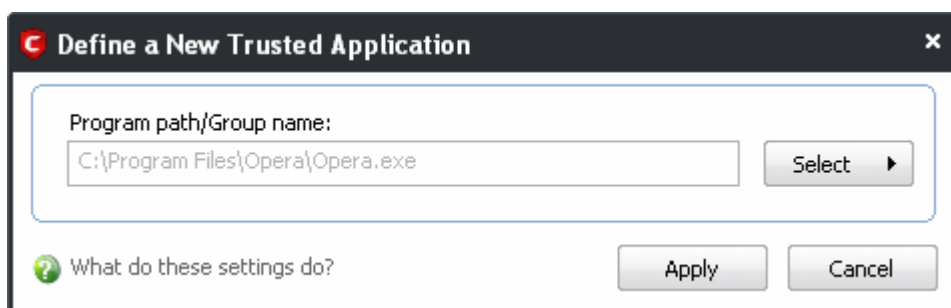 Define a New Trusted Application
Program path/Group name:
C:\Program Files\Opera\Opera.exe
Select
What do these settings do?
Apply
Cancel